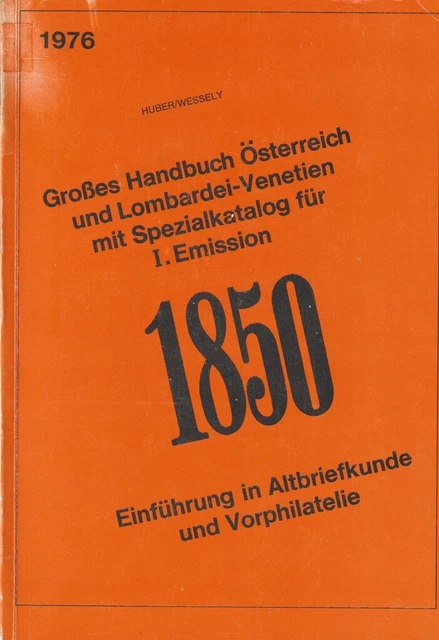 1976
HUBER/WESSELY
Großes Handbuch Österreich
und Lombardei-Venetien
mit Spezialkatalog für
I. Emission
1850
Einführung in Altbriefkunde
und Vorphilatelie